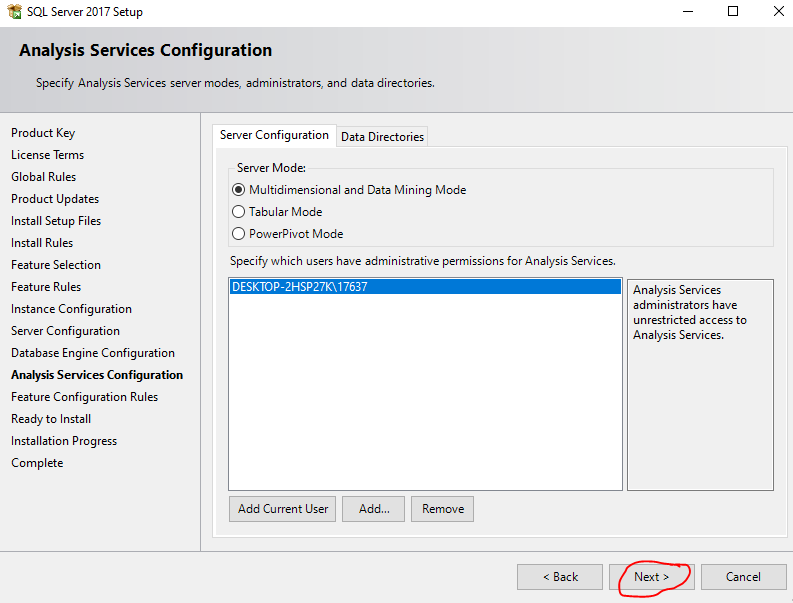 SQL Server 2017 Setup
Analysis Services Configuration
Specify Analysis Services server modes, administrators, and data directories.
Product Key
License Terms
Global Rules
Product Updates
Install Setup Files
Install Rules
Feature Selection
Feature Rules
Instance Configuration
Server Configuration
Database Engine Configuration
Analysis Services Configuration
Feature Configuration Rules
Ready to Install
Installation Progress
Complete
Server Configuration
Data Directories
Server Mode:
Multidimensional and Data Mining Mode
Tabular Mode
PowerPivot Mode
Specify which users have administrative permissions for Analysis Services.
DESKTOP-2HSP27K\17637
Analysis Services
administrators have
unrestricted access to
Analysis Services.
Add Current User
Add...
Remove
< Back
Next >
Cancel